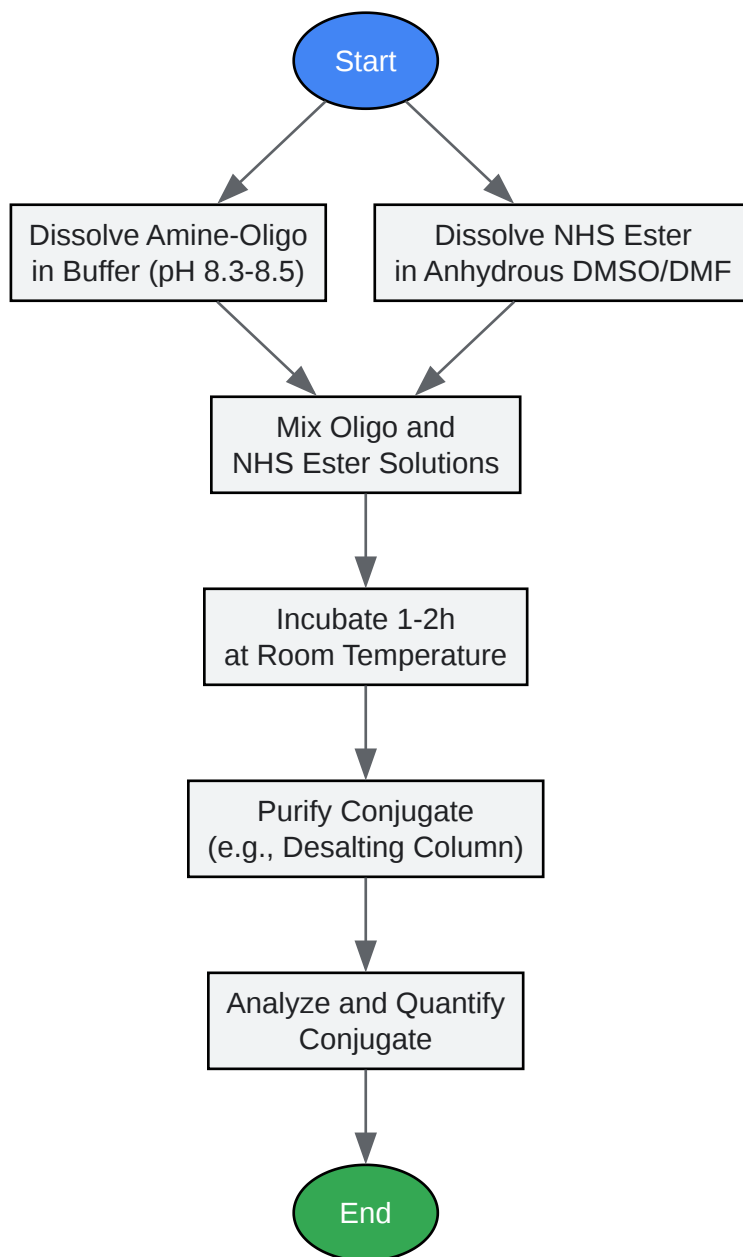 Start
Dissolve Amine-Oligo
in Buffer (pH 8.3-8.5)
Dissolve NHS Ester
in Anhydrous DMSO/DMF
Mix Oligo and
NHS Ester Solutions
Incubate 1-2h
at Room Temperature
Purify Conjugate
(e.g., Desalting Column)
Analyze and Quantify
Conjugate
End